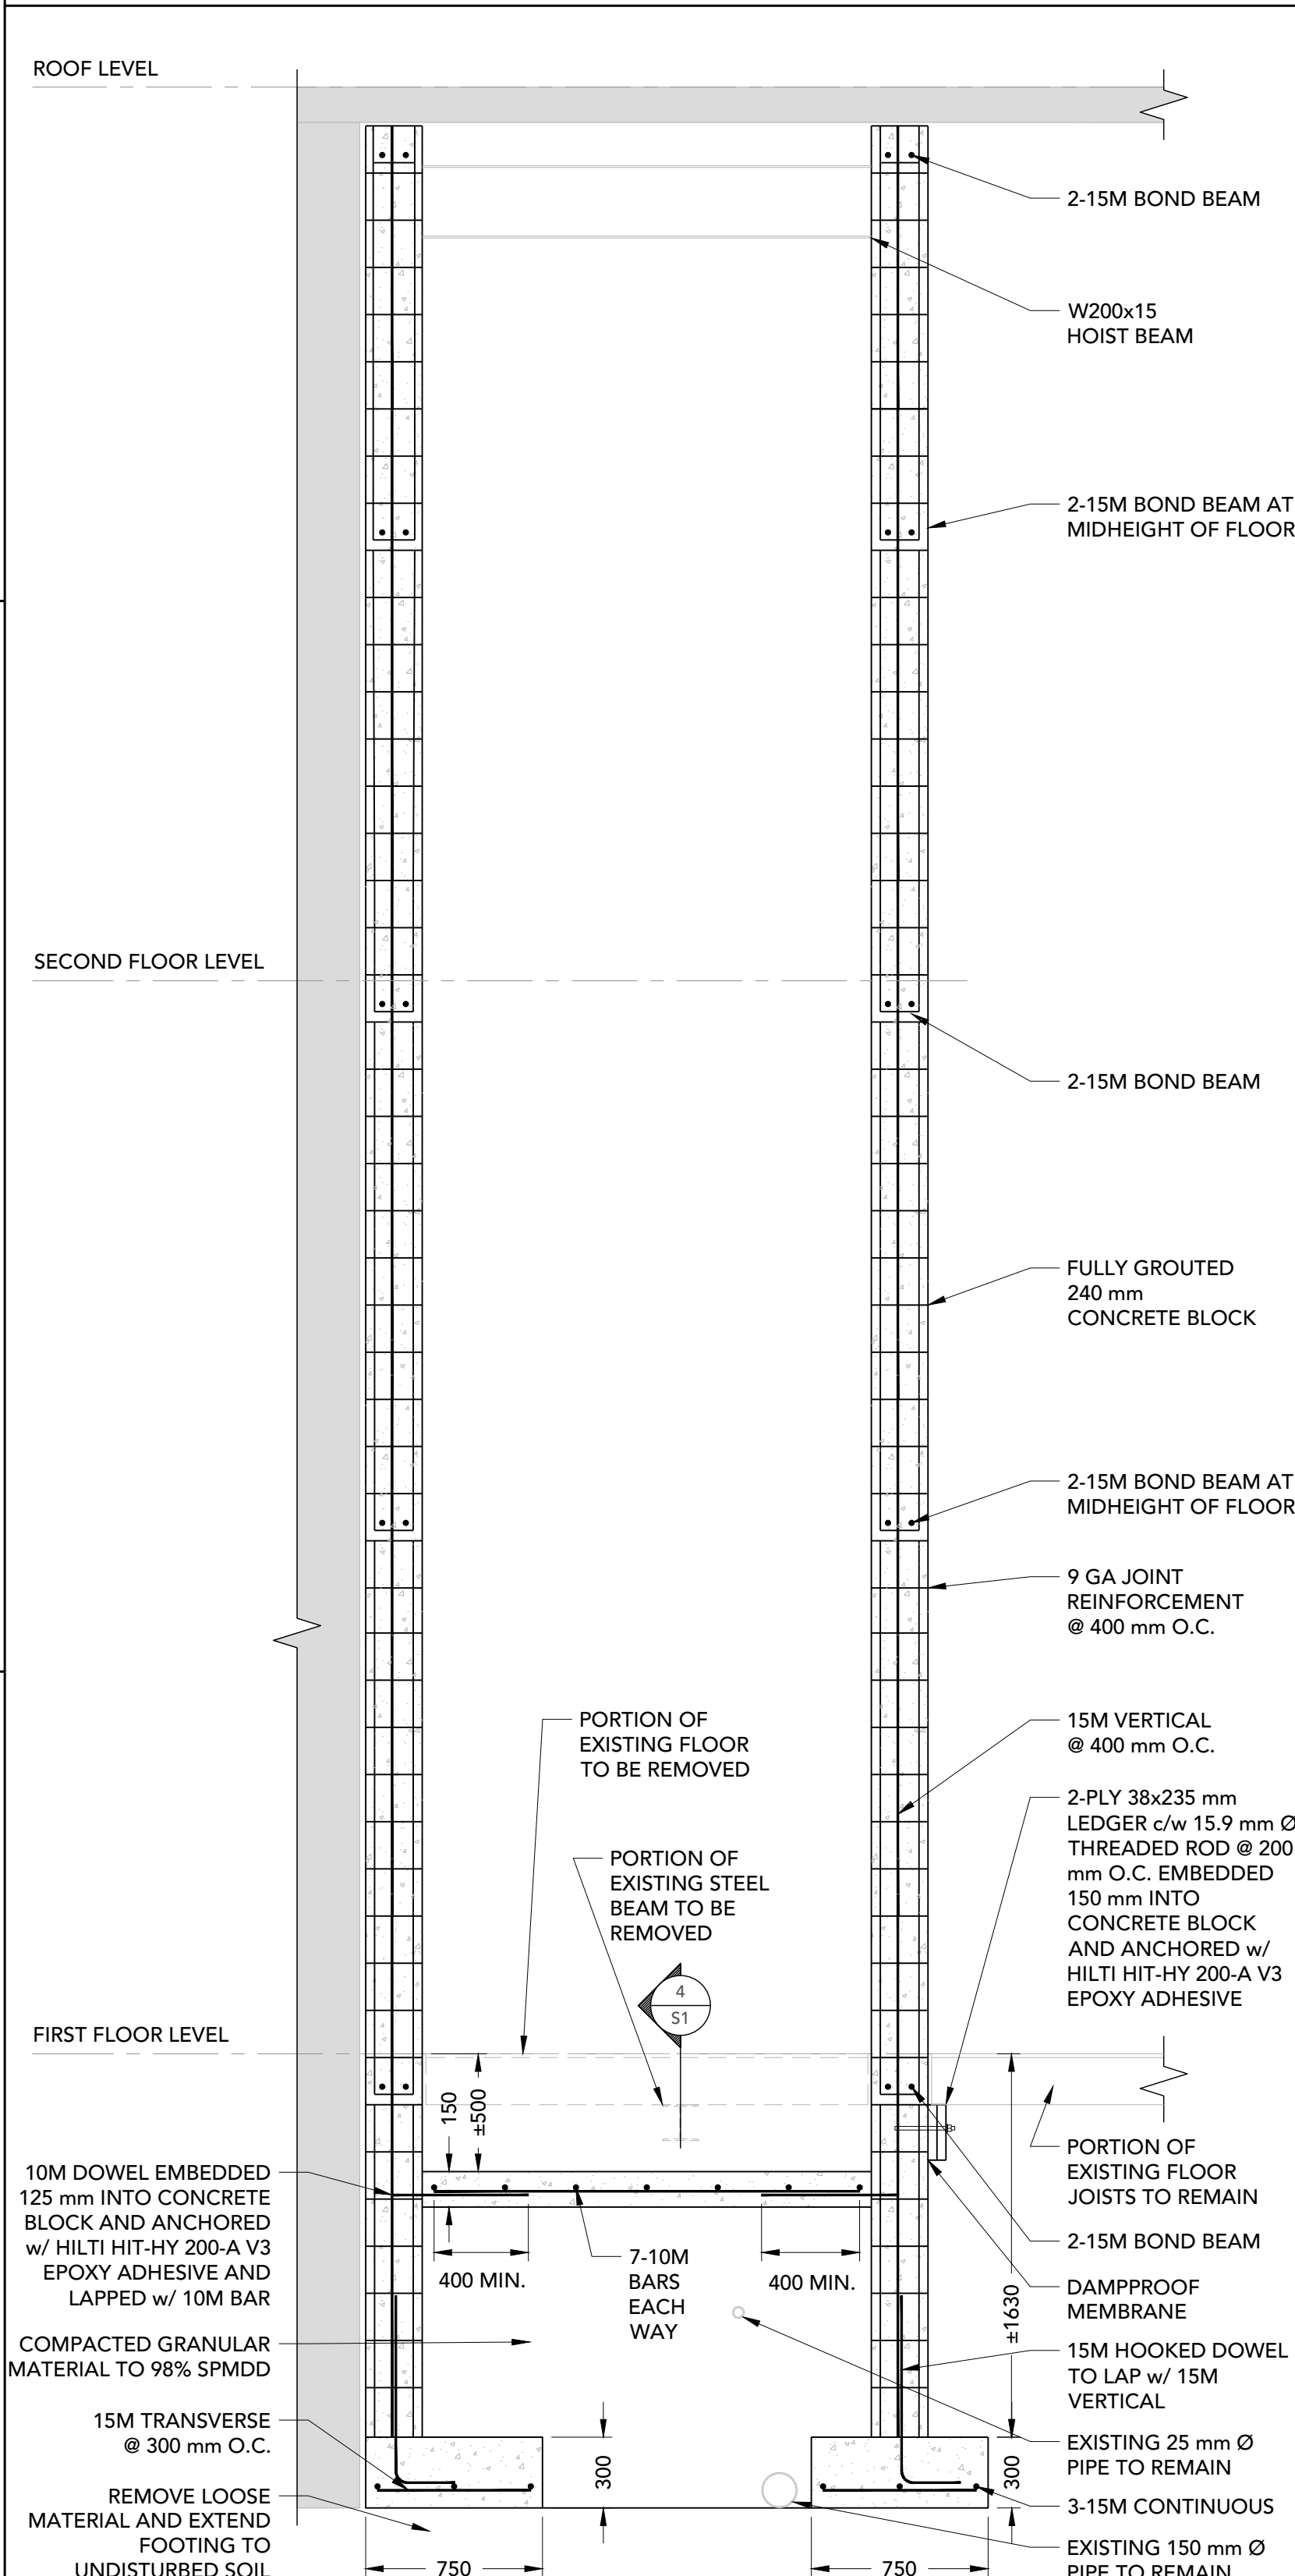 ROOF LEVEL
2-15M BOND BEAM
W200x15
HOIST BEAM
2-15M BOND BEAM AT
MIDHEIGHT OF FLOOR
SECOND FLOOR LEVEL
2-15M BOND BEAM
FULLY GROUTED
240 mm
CONCRETE BLOCK
2-15M BOND BEAM AT
MIDHEIGHT OF FLOOR
9 GA JOINT
REINFORCEMENT
@ 400 mm O.C.
15M VERTICAL
@ 400 mm O.C.
PORTION OF
EXISTING FLOOR
TO BE REMOVED
2-PLY 38x235 mm
LEDGER c/w 15.9 mm Ø
THREADED ROD @ 200
mm O.C. EMBEDDED
150 mm INTO
CONCRETE BLOCK
AND ANCHORED w/
HILTI HIT-HY 200-A V3
EPOXY ADHESIVE
PORTION OF
EXISTING STEEL
BEAM TO BE
REMOVED
4
S1
FIRST FLOOR LEVEL
150
±500
PORTION OF
EXISTING FLOOR
JOISTS TO REMAIN
2-15M BOND BEAM
DAMPPROOF
MEMBRANE
10M DOWEL EMBEDDED
125 mm INTO CONCRETE
BLOCK AND ANCHORED
w/ HILTI HIT-HY 200-A V3
EPOXY ADHESIVE AND
LAPPED w/ 10M BAR
400 MIN.
7-10M
BARS
EACH
WAY
400 MIN.
±1630
COMPACTED GRANULAR
MATERIAL TO 98% SPMDD
15M HOOKED DOWEL
TO LAP w/ 15M
VERTICAL
15M TRANSVERSE
@ 300 mm O.C.
300
300
EXISTING 25 mm Ø
PIPE TO REMAIN
3-15M CONTINUOUS
REMOVE LOOSE
MATERIAL AND EXTEND
FOOTING TO
UNDISTURBED SOIL
EXISTING 150 mm Ø
PIPE TO REMAIN
750
750